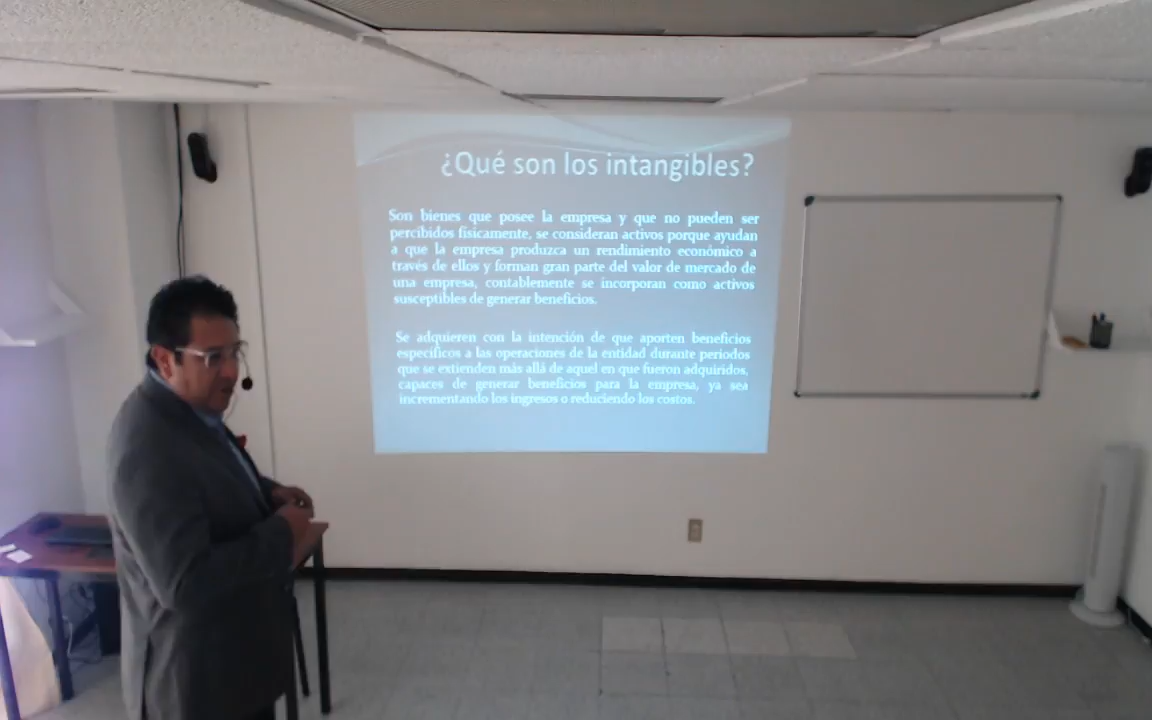 ¿Qué son los intangibles?
Son bienes que posee la empresa y que no pueden ser
percibidos físicamente, se consideran activos porque ayudan
a que la empresa produzca un rendimiento económico a
través de ellos y forman gran parte del valor de mercado de
una empresa, contablemente se incorporan como activos
susceptibles de generar beneficios.
Se adquieren con la intención de que aporten beneficios
específicos a las operaciones de la entidad durante periodos
que se extienden más allá de aquel en que fueron adquiridos,
capaces de generar beneficios para la empresa, ya sea
incrementando los ingresos o reduciendo los costos.